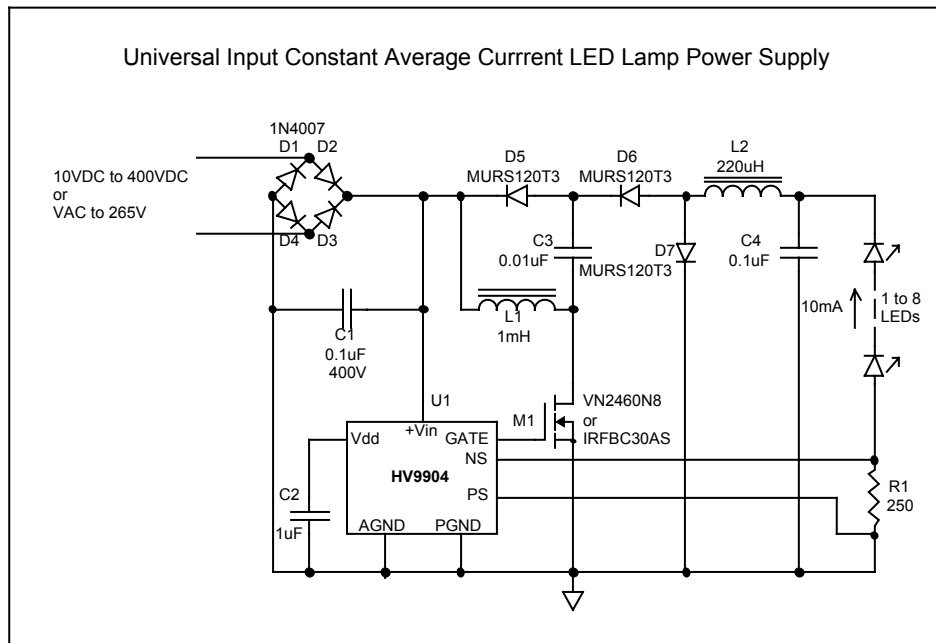 Universal Input Constant Average Currrent LED Lamp Power Supply
1N4007
D1
D2
10VDC to 400VDC
or
VAC to 265V
D4
D3
D5
MURS120T3
D6
MURS120T3
L2
220uH
C3
0.01uF
D7
MURS120T3
C4
0.1uF
10mA
1 to 8
LEDs
L1
1mH
C1
0.1uF
400V
U1
M1
VN2460N8
or
IRFBC30AS
+Vin
Vdd
GATE
NS
HV9904
PS
C2
1uF
AGND
PGND
R1
250